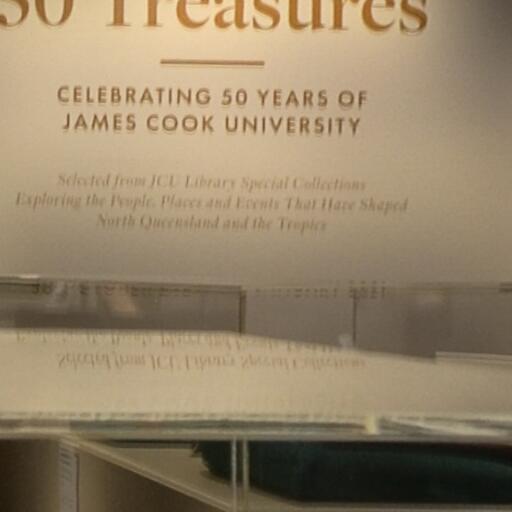 50 Treasures
CELEBRATING 50 YEARS OF
JAMES COOK UNIVERSITY
Selected from JCU Library Special Collections
Exploring the People, Places and Events That Have Shaped
North Queensland and the Tropics